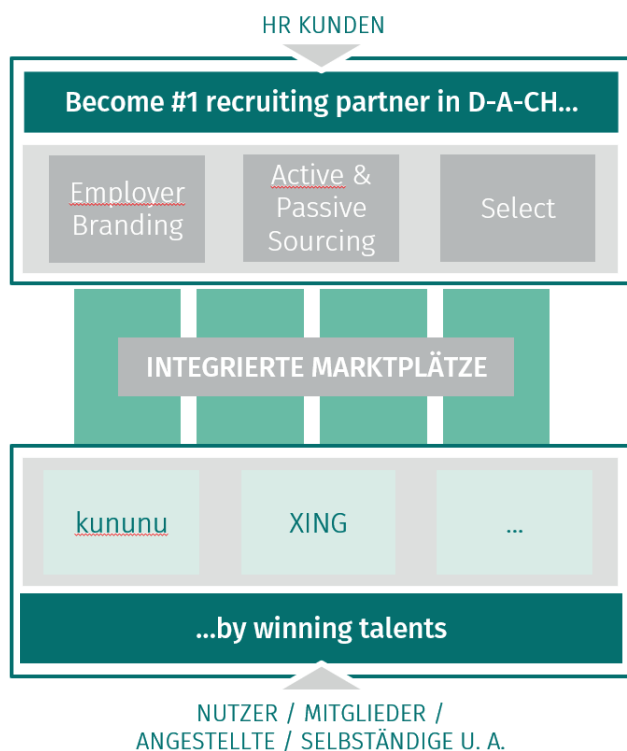 HR KUNDEN
Become #1 recruiting partner in D-A-CH...
Employer
Branding
Active &
Passive
Sourcing
Select
INTEGRIERTE MARKTPLÄTZE
kununu
XING
...
...by winning talents
NUTZER / MITGLIEDER /
ANGESTELLTE / SELBSTÄNDIGE U. A.